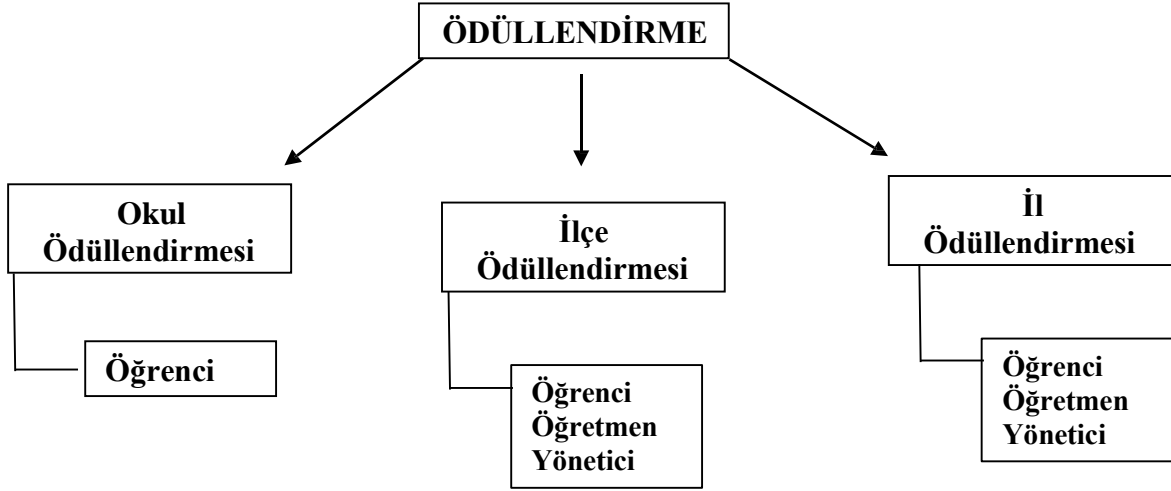 ÖDÜLLENDİRME
Okul
Ödüllendirmesi
Öğrenci
İlçe
Ödüllendirmesi
Öğrenci
Öğretmen
Yönetici
İl
Ödüllendirmesi
Öğrenci
Öğretmen
Yönetici